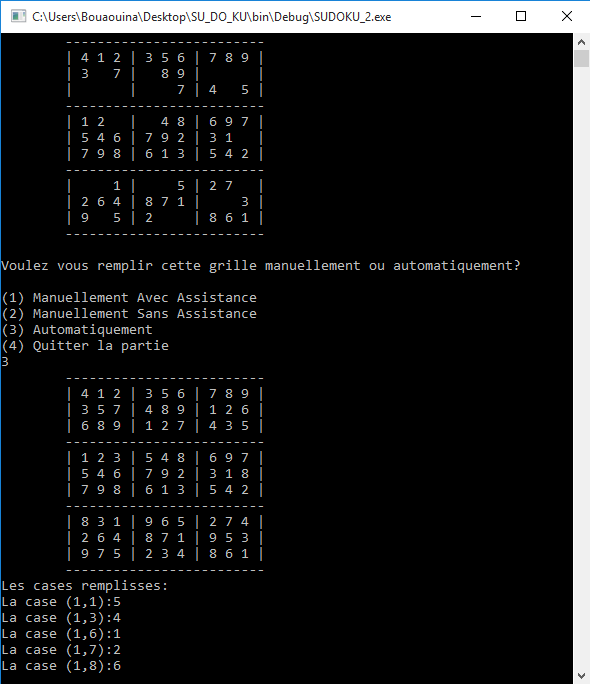 C:\Users\Bouaouina\Desktop\SU_DO_KU\bin\Debug\SUDOKU_2.exe
-------------------------
| 4 1 2 | 3 5 6 | 7 8 9 |
| 3   7 |   8 9 |       |
|       |     7 | 4   5 |
-------------------------
| 1 2   |   4 8 | 6 9 7 |
| 5 4 6 | 7 9 2 | 3 1   |
| 7 9 8 | 6 1 3 | 5 4 2 |
-------------------------
|     1 |     5 | 2 7   |
| 2 6 4 | 8 7 1 |     3 |
| 9   5 | 2     | 8 6 1 |
-------------------------
Voulez vous remplir cette grille manuellement ou automatiquement?
(1) Manuellement Avec Assistance
(2) Manuellement Sans Assistance
(3) Automatiquement
(4) Quitter la partie
3
-------------------------
| 4 1 2 | 3 5 6 | 7 8 9 |
| 3 5 7 | 4 8 9 | 1 2 6 |
| 6 8 9 | 1 2 7 | 4 3 5 |
-------------------------
| 1 2 3 | 5 4 8 | 6 9 7 |
| 5 4 6 | 7 9 2 | 3 1 8 |
| 7 9 8 | 6 1 3 | 5 4 2 |
-------------------------
| 8 3 1 | 9 6 5 | 2 7 4 |
| 2 6 4 | 8 7 1 | 9 5 3 |
| 9 7 5 | 2 3 4 | 8 6 1 |
-------------------------
Les cases remplisses:
La case (1,1):5
La case (1,3):4
La case (1,6):1
La case (1,7):2
La case (1,8):6